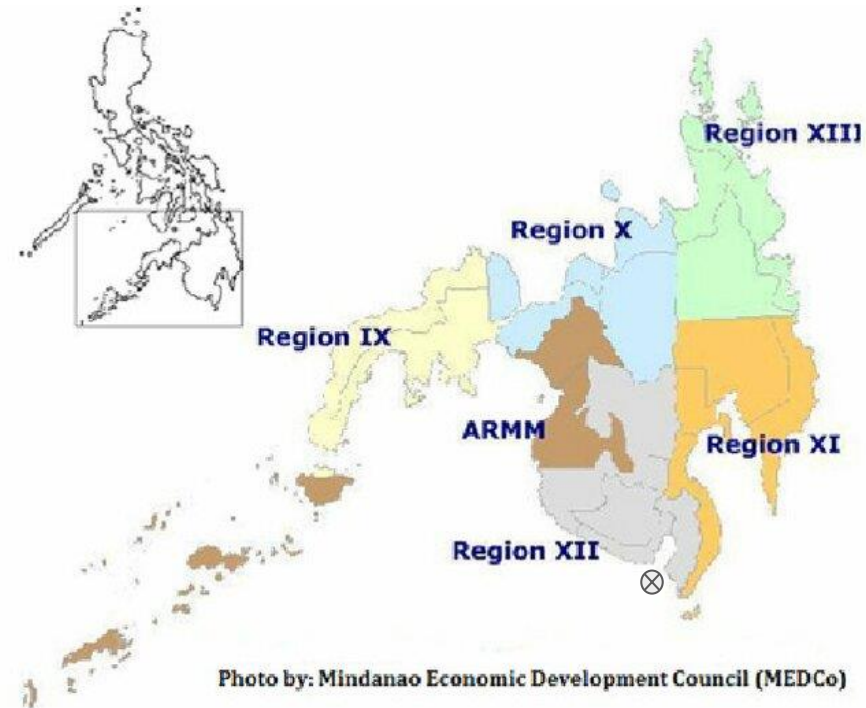 Region XIII
Region X
Region IX
ARMM
Region XI
Region XII
Photo by: Mindanao Economic Development Council (MEDCo)